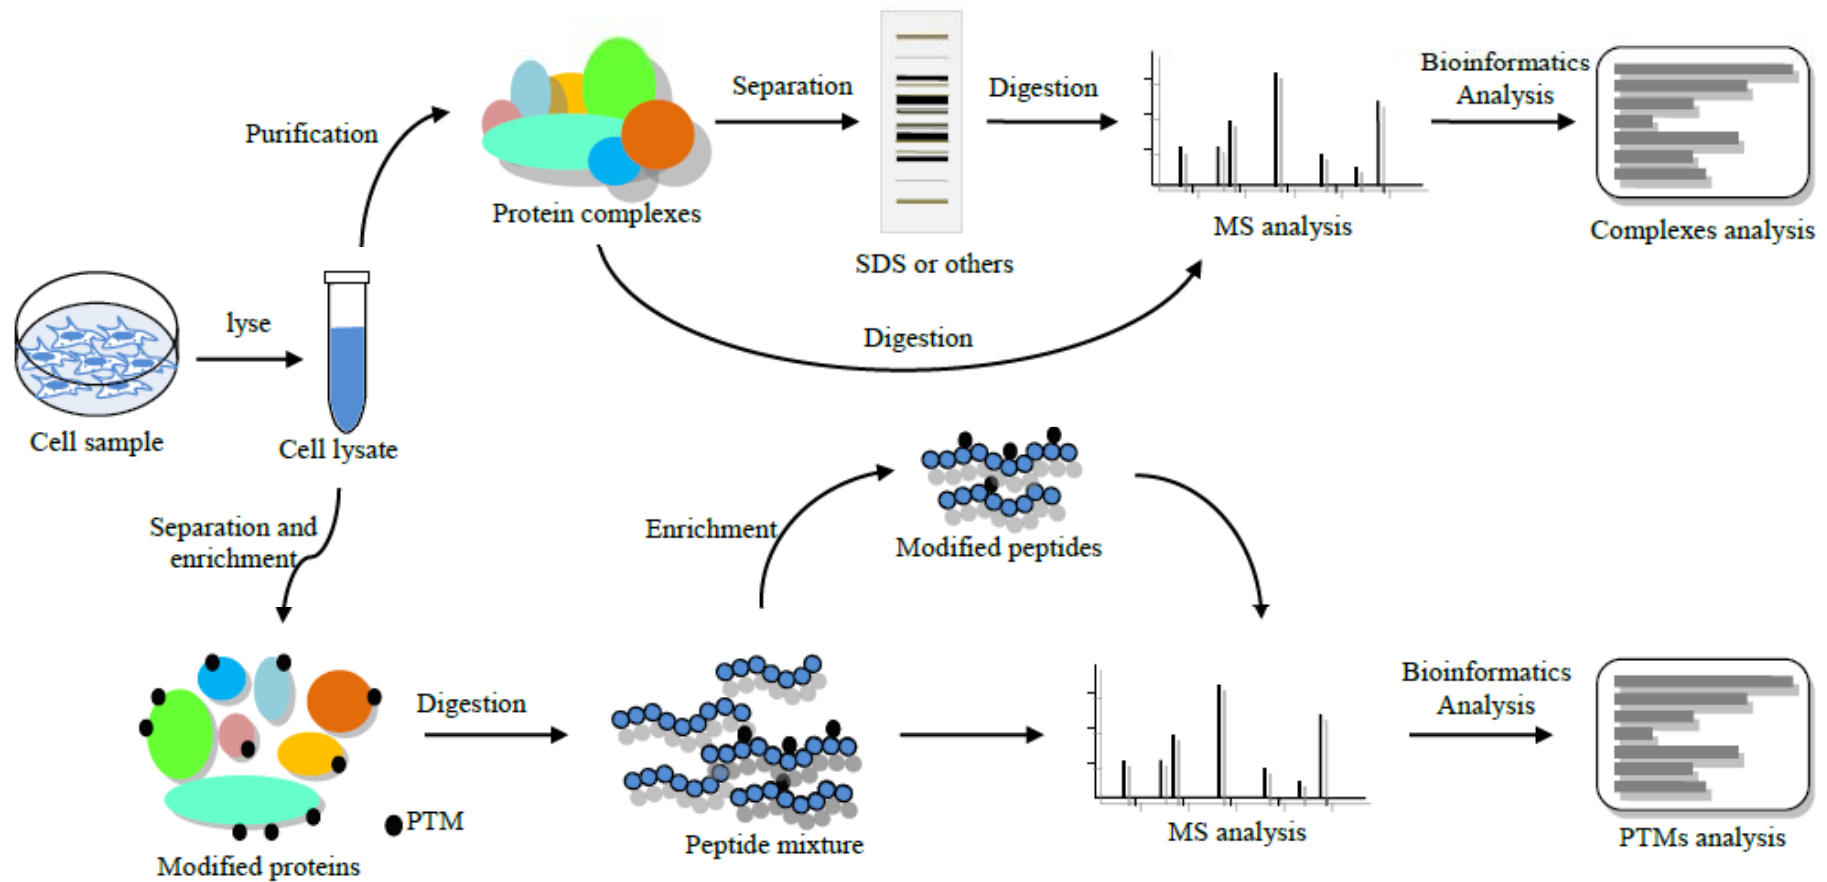 Purification
Protein complexes
Separation
SDS or others
Digestion
MS analysis
Bioinformatics
Analysis
Complexes analysis
Digestion
Cell sample
lyse
Cell lysate
Separation and
enrichment
Modified proteins
PTM
Digestion
Peptide mixture
Enrichment
Modified peptides
MS analysis
Bioinformatics
Analysis
PTMs analysis